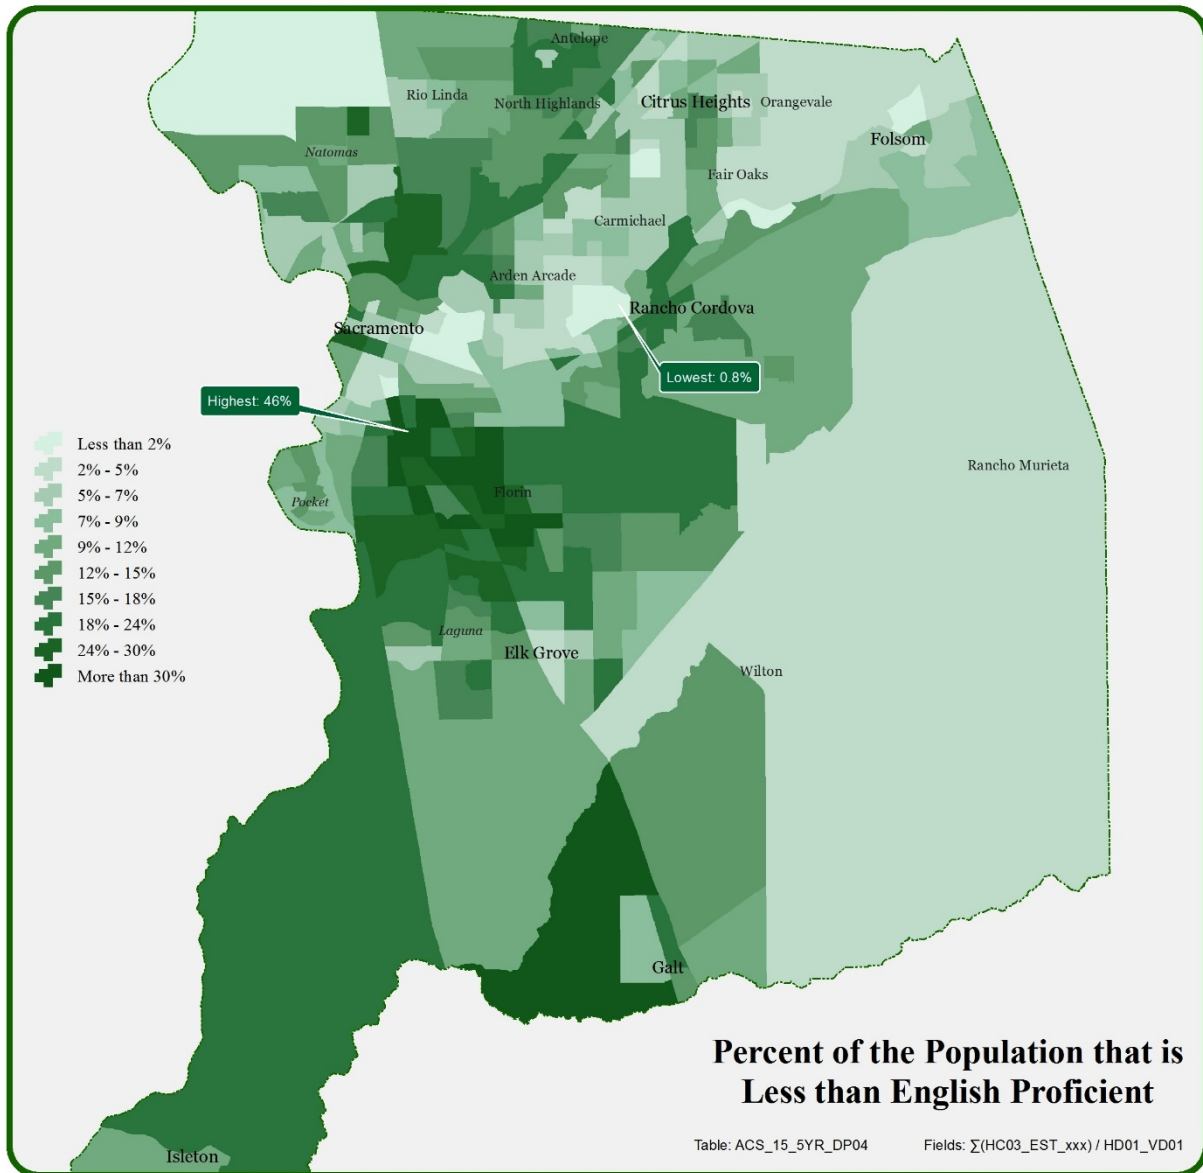 Antelope
Rio Linda
North Highlands
Citrus Heights
Orangevale
Folsom
Natomas
Fair Oaks
Carmichael
Arden Arcade
Rancho Cordova
Sacramento
Lowest: 0.8%
Highest: 46%
Less than 2%
2% - 5%
5% - 7%
7% - 9%
9% - 12%
12% - 15%
15% - 18%
18% - 24%
24% - 30%
More than 30%
Rancho Murieta
Florin
Pocket
Laguna
Elk Grove
Wilton
Galt
Isleton
Percent of the Population that is
Less than English Proficient
Table: ACS_15_5YR_DP04 Fields: ∑(HC03_EST_xxx) / HD01_VD01